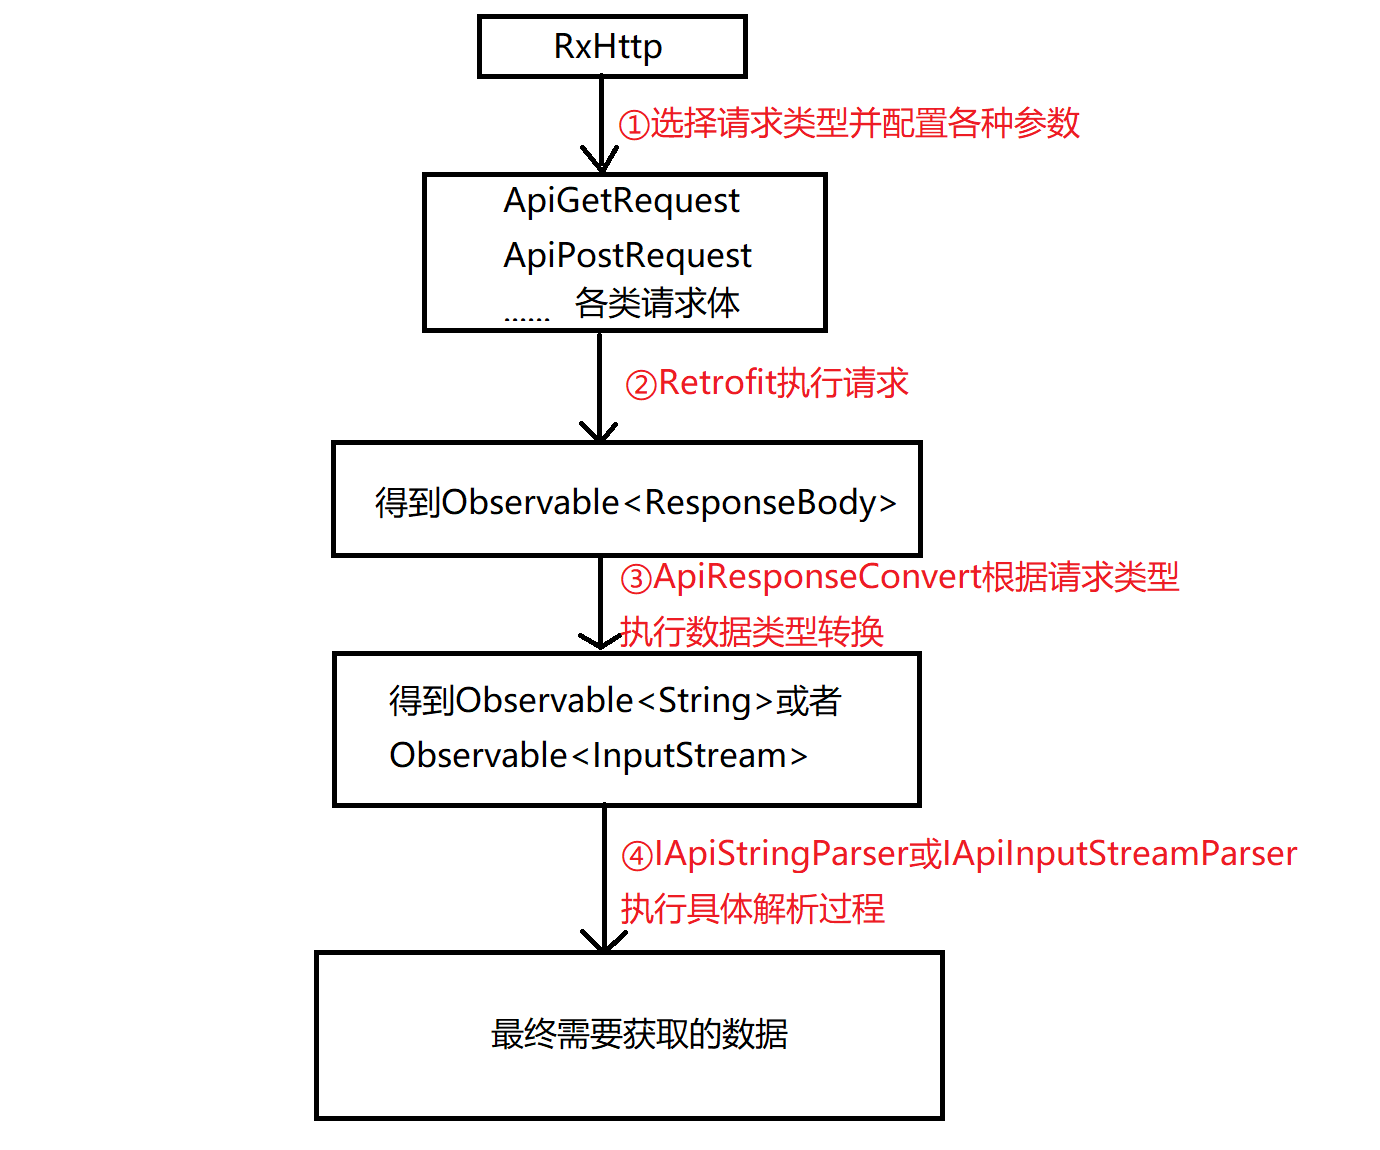 RxHttp
①选择请求类型并配置各种参数
ApiGetRequest
ApiPostRequest
...... 各类请求体
②Retrofit执行请求
得到Observable<ResponseBody>
③ApiResponseConvert根据请求类型
执行数据类型转换
得到Observable<String>或者
Observable<InputStream>
④IApiStringParser或IApiInputStreamParser
执行具体解析过程
最终需要获取的数据